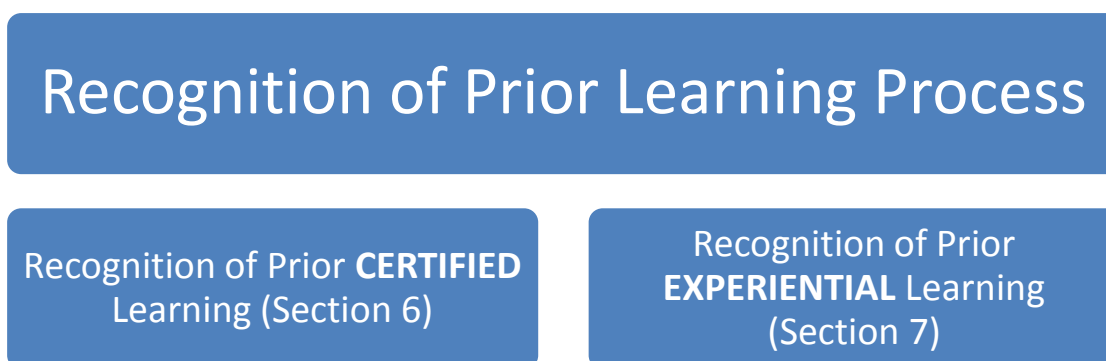 Recognition of Prior Learning Process
Recognition of Prior CERTIFIED
Learning (Section 6)
Recognition of Prior
EXPERIENTIAL Learning
(Section 7)